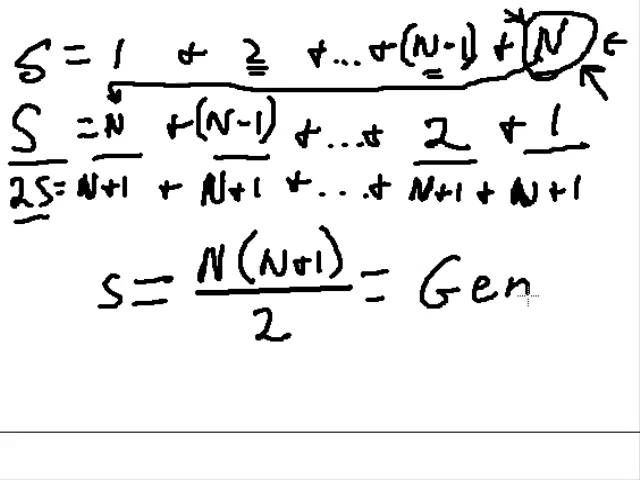 S = 1 + 2 + ... + (N-1) + N
S = N + (N-1) + ... + 2 + 1
2S = N+1 + N+1 + ... + N+1 + N+1
S = N(N+1)/2 = Gen